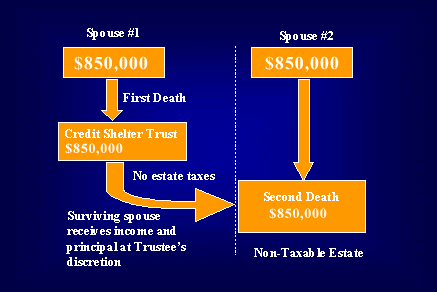 Spouse #1
Spouse #2
$850,000
$850,000
First Death
Credit Shelter Trust
$850,000
No estate taxes
Second Death
$850,000
Surviving spouse
receives income and
principal at Trustee's
discretion
Non-Taxable Estate